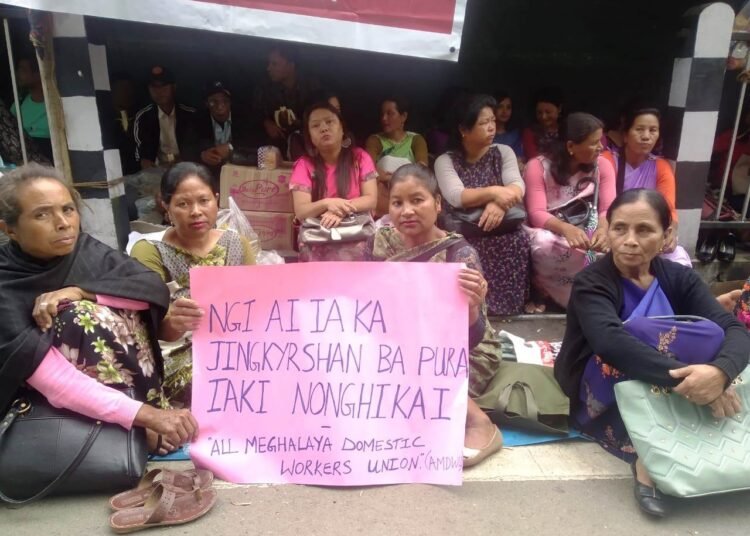 NGI AI IA KA
JINGKYRSHAN BA PURA
IAKI NONGHIKAI
-
"ALL MEGHALAYA DOMESTIC
WORKERS UNION." (AMDWU)